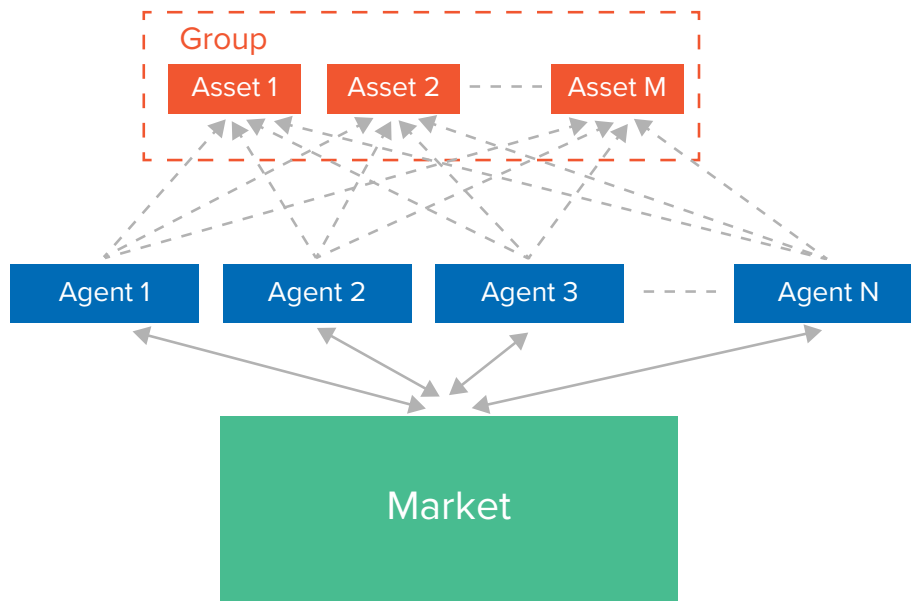 Group
Asset 1
Asset 2
Asset M
Agent 1
Agent 2
Agent 3
Agent N
Market